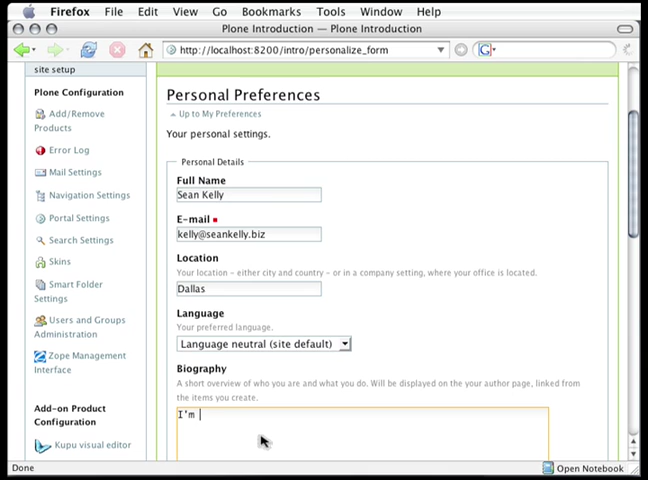 Firefox File Edit View Go Bookmarks Tools Window Help
Plone Introduction — Plone Introduction
http://localhost:8200/intro/personalize_form
G
site setup
Plone Configuration
Add/Remove
Products
Error Log
Mail Settings
Navigation Settings
Portal Settings
Search Settings
Skins
Smart Folder
Settings
Users and Groups
Administration
Zope Management
Interface
Add-on Product
Configuration
Kupu visual editor
Personal Preferences
Up to My Preferences
Your personal settings.
Personal Details
Full Name
Sean Kelly
E-mail
kelly@seankelly.biz
Location
Your location – either city and country – or in a company setting, where your office is located.
Dallas
Language
Your preferred language.
Language neutral (site default)
Biography
A short overview of who you are and what you do. Will be displayed on the your author page, linked from
the items you create.
I'm
Done
Open Notebook